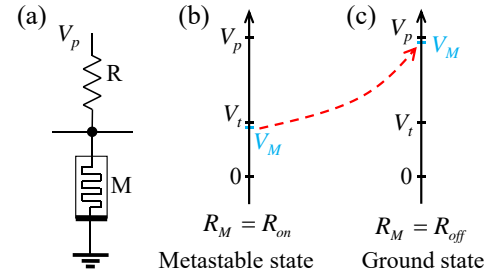 (a)
V_p
R
M
(b)
V_p
V_t
V_M
0
R_M = R_on
Metastable state
(c)
V_p
V_M
V_t
0
R_M = R_off
Ground state